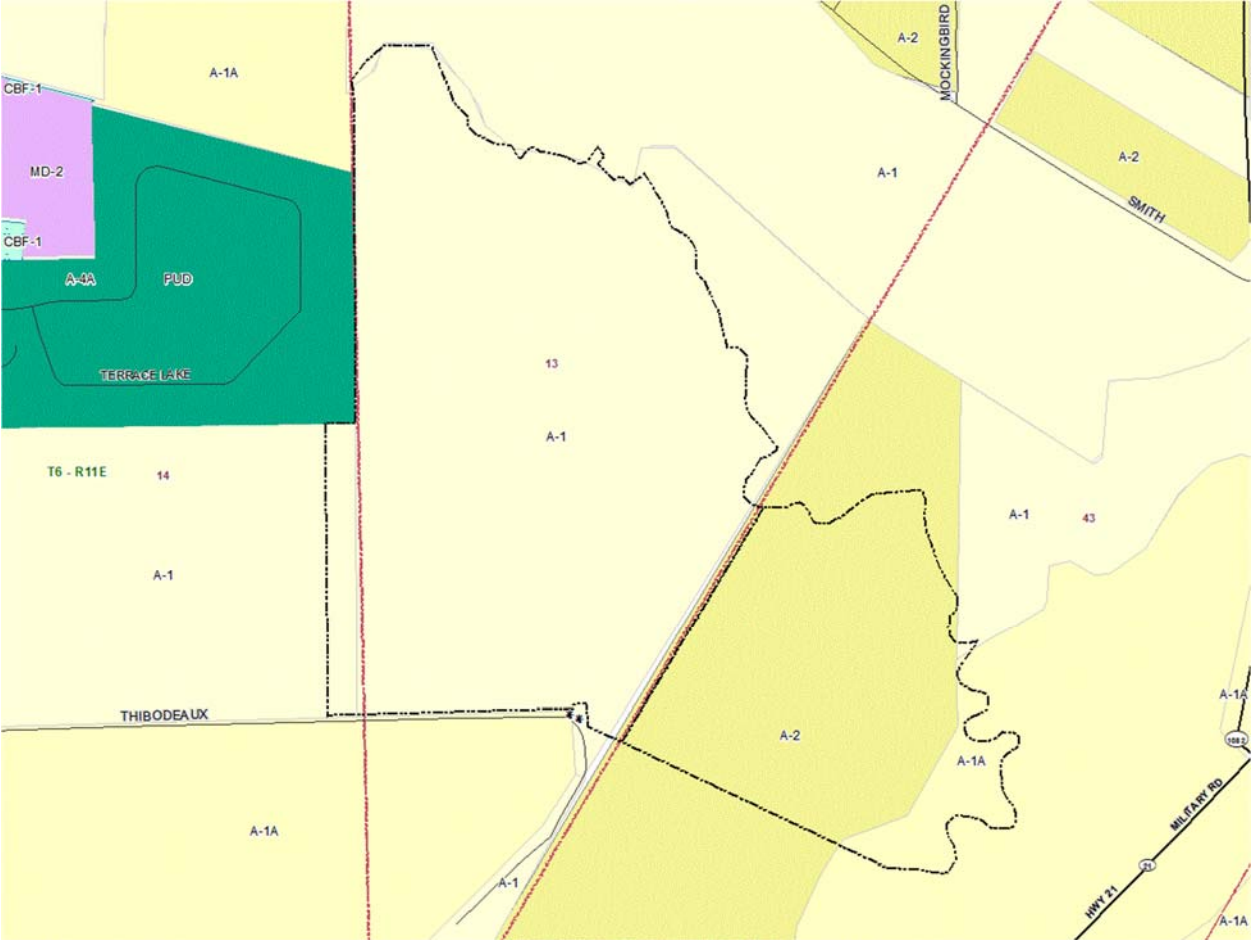 MOCKINGBIRD
A-2
A-1A
CBF-1
A-2
MD-2
A-1
SMITH
CBF-1
A-4A
PUD
13
TERRACE LAKE
A-1
T6 - R11E
14
A-1
43
A-1
A-1A
THIBODEAUX
A-2
1082
A-1A
MILITARY RD
A-1A
21
A-1
HWY 21
A-1A